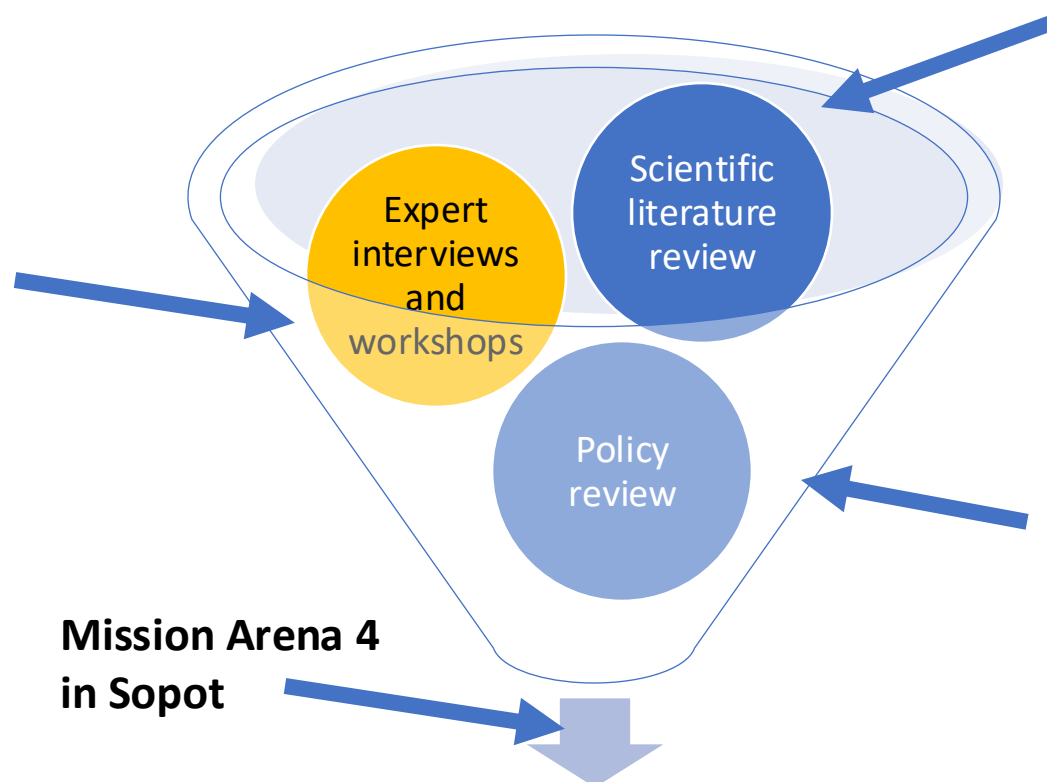 Scientific
literature
review
Expert
interviews
and
workshops
Policy
review
Mission Arena 4
in Sopot